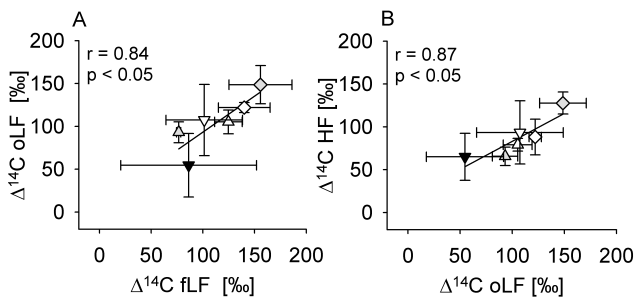 A
r = 0.84
p < 0.05
200
150
100
50
0
Δ¹⁴C oLF [‰]
0 50 100 150 200
Δ¹⁴C fLF [‰]
B
r = 0.87
p < 0.05
200
150
100
50
0
Δ¹⁴C HF [‰]
0 50 100 150 200
Δ¹⁴C oLF [‰]